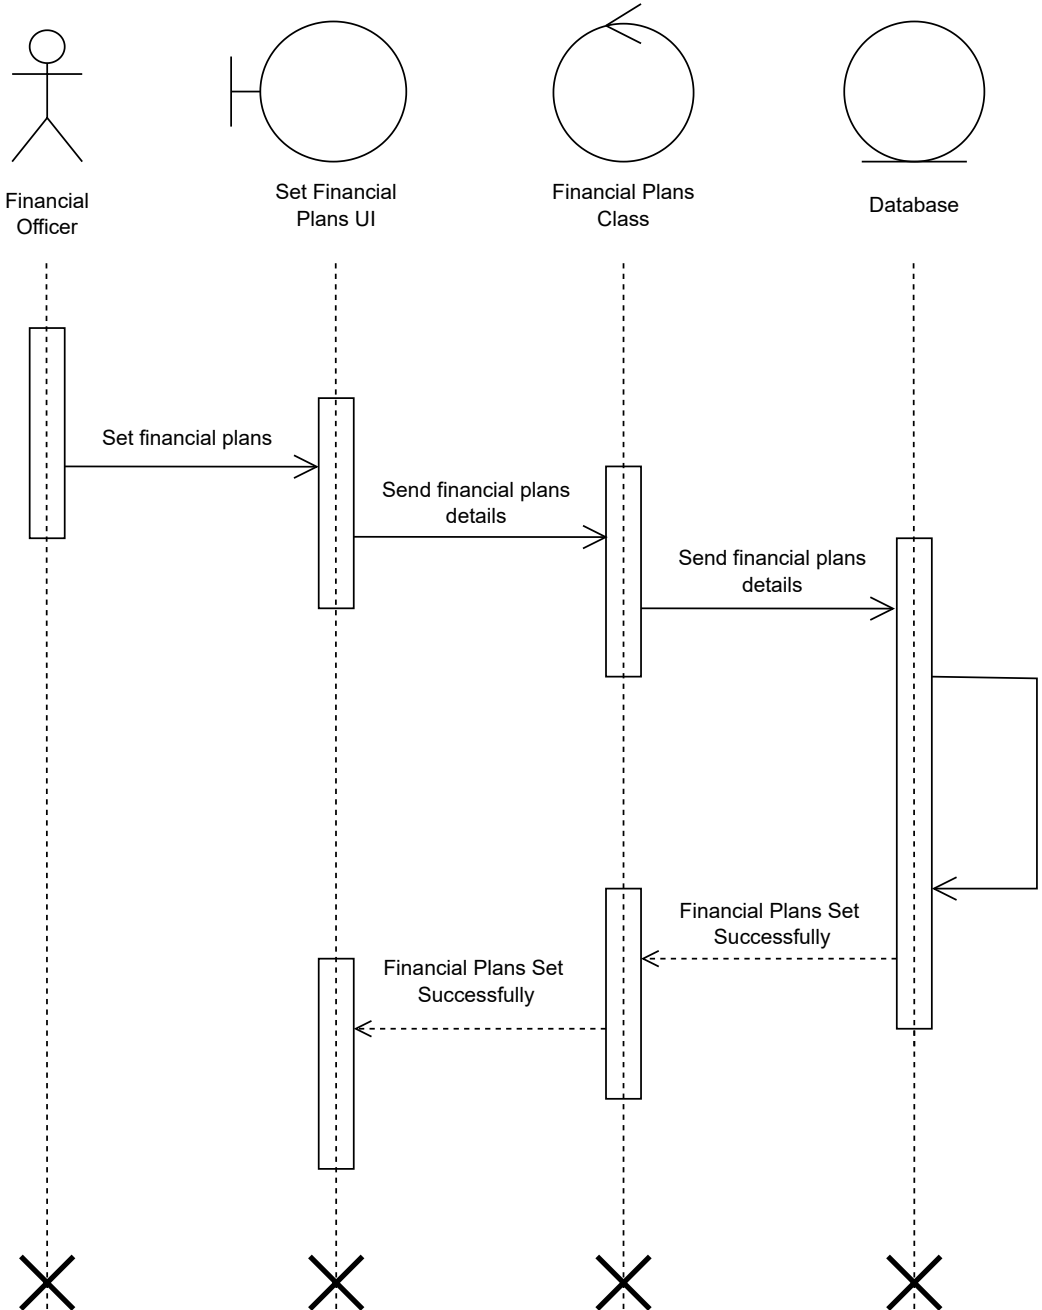 Financial
Officer
Set Financial
Plans UI
Financial Plans
Class
Database
Set financial plans
Send financial plans
details
Send financial plans
details
Financial Plans Set
Successfully
Financial Plans Set
Successfully